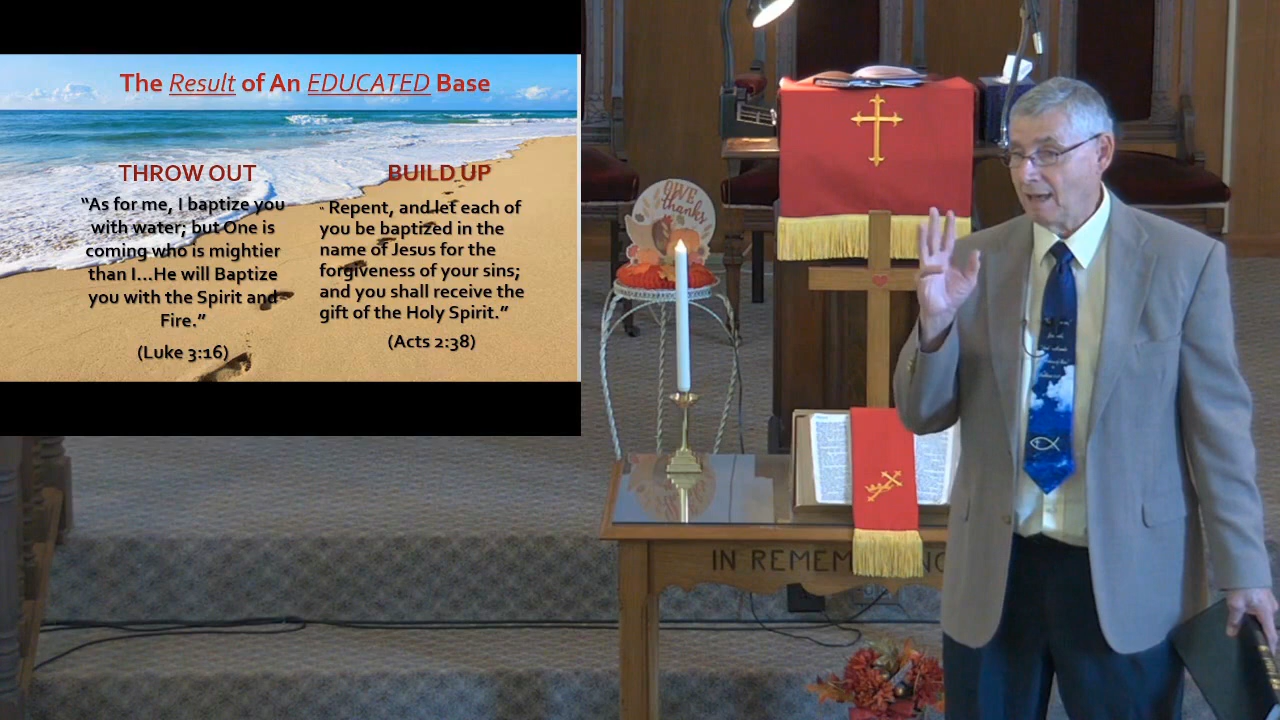 The Result of An EDUCATED Base
THROW OUT
“As for me, I baptize you
with water; but One is
coming who is mightier
than I...He will Baptize
you with the Spirit and
Fire.”
(Luke 3:16)
BUILD UP
“ Repent, and let each of
you be baptized in the
name of Jesus for the
forgiveness of your sins;
and you shall receive the
gift of the Holy Spirit.”
(Acts 2:38)
GIVE
thanks
IN REMEM